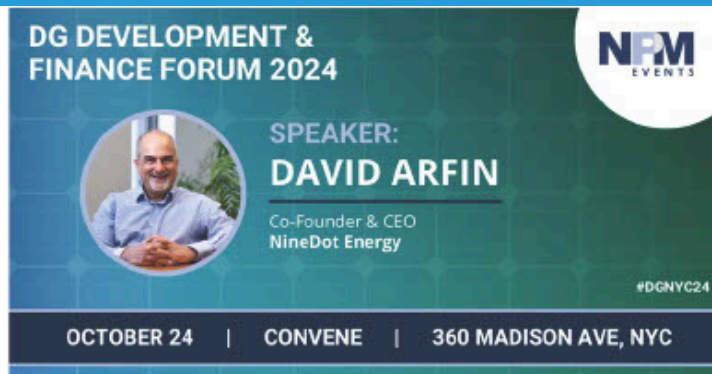 DG DEVELOPMENT &
FINANCE FORUM 2024
NPM
EVENTS
SPEAKER:
DAVID ARFIN
Co-Founder & CEO
NineDot Energy
#DGNYC24
OCTOBER 24 | CONVENE | 360 MADISON AVE, NYC